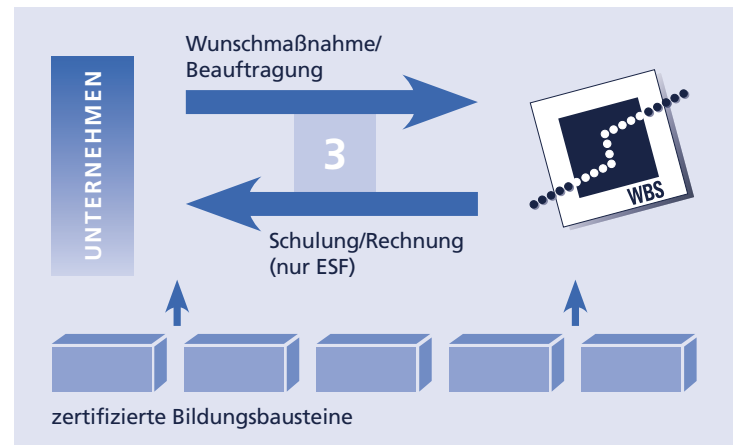 Wunschmaßnahme/
Beauftragung
UNTERNEHMEN
3
WBS
Schulung/Rechnung
(nur ESF)
zertifizierte Bildungsbausteine